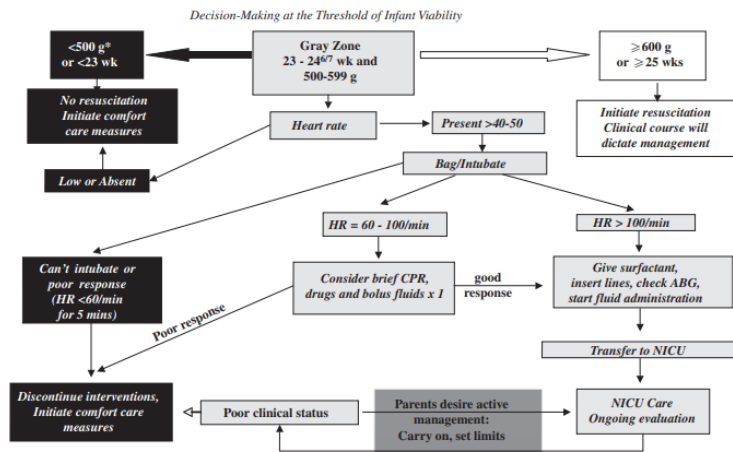 Decision-Making at the Threshold of Infant Viability
<500 g*
or <23 wk
Gray Zone
23 - 24⁶/⁷ wk and
500-599 g
≥600 g
or ≥25 wks
No resuscitation
Initiate comfort
care measures
Heart rate
Present >40-50
Initiate resuscitation
Clinical course will
dictate management
Low or Absent
Bag/Intubate
HR = 60 - 100/min
HR > 100/min
Can't intubate or
poor response
(HR <60/min
for 5 mins)
Consider brief CPR,
drugs and bolus fluids x 1
good
response
Give surfactant,
insert lines, check ABG,
start fluid administration
Poor response
Transfer to NICU
Discontinue interventions,
Initiate comfort care
measures
Poor clinical status
Parents desire active
management:
Carry on, set limits
NICU Care
Ongoing evaluation